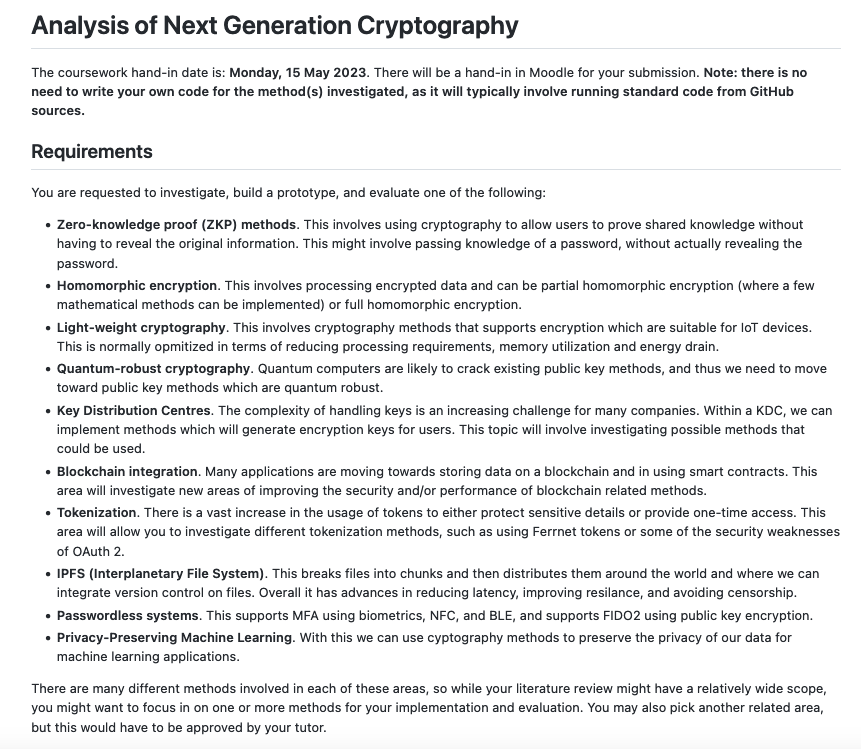 Analysis of Next Generation Cryptography
The coursework hand-in date is: Monday, 15 May 2023. There will be a hand-in in Moodle for your submission. Note: there is no
need to write your own code for the method(s) investigated, as it will typically involve running standard code from GitHub
sources.
Requirements
You are requested to investigate, build a prototype, and evaluate one of the following:
• Zero-knowledge proof (ZKP) methods. This involves using cryptography to allow users to prove shared knowledge without
having to reveal the original information. This might involve passing knowledge of a password, without actually revealing the
password.
• Homomorphic encryption. This involves processing encrypted data and can be partial homomorphic encryption (where a few
mathematical methods can be implemented) or full homomorphic encryption.
• Light-weight cryptography. This involves cryptography methods that supports encryption which are suitable for IoT devices.
This is normally opmitized in terms of reducing processing requirements, memory utilization and energy drain.
• Quantum-robust cryptography. Quantum computers are likely to crack existing public key methods, and thus we need to move
toward public key methods which are quantum robust.
• Key Distribution Centres. The complexity of handling keys is an increasing challenge for many companies. Within a KDC, we can
implement methods which will generate encryption keys for users. This topic will involve investigating possible methods that
could be used.
• Blockchain integration. Many applications are moving towards storing data on a blockchain and in using smart contracts. This
area will investigate new areas of improving the security and/or performance of blockchain related methods.
• Tokenization. There is a vast increase in the usage of tokens to either protect sensitive details or provide one-time access. This
area will allow you to investigate different tokenization methods, such as using Ferrnet tokens or some of the security weaknesses
of OAuth 2.
• IPFS (Interplanetary File System). This breaks files into chunks and then distributes them around the world and where we can
integrate version control on files. Overall it has advances in reducing latency, improving resilance, and avoiding censorship.
• Passwordless systems. This supports MFA using biometrics, NFC, and BLE, and supports FIDO2 using public key encryption.
• Privacy-Preserving Machine Learning. With this we can use cyptography methods to preserve the privacy of our data for
machine learning applications.
There are many different methods involved in each of these areas, so while your literature review might have a relatively wide scope,
you might want to focus in on one or more methods for your implementation and evaluation. You may also pick another related area,
but this would have to be approved by your tutor.